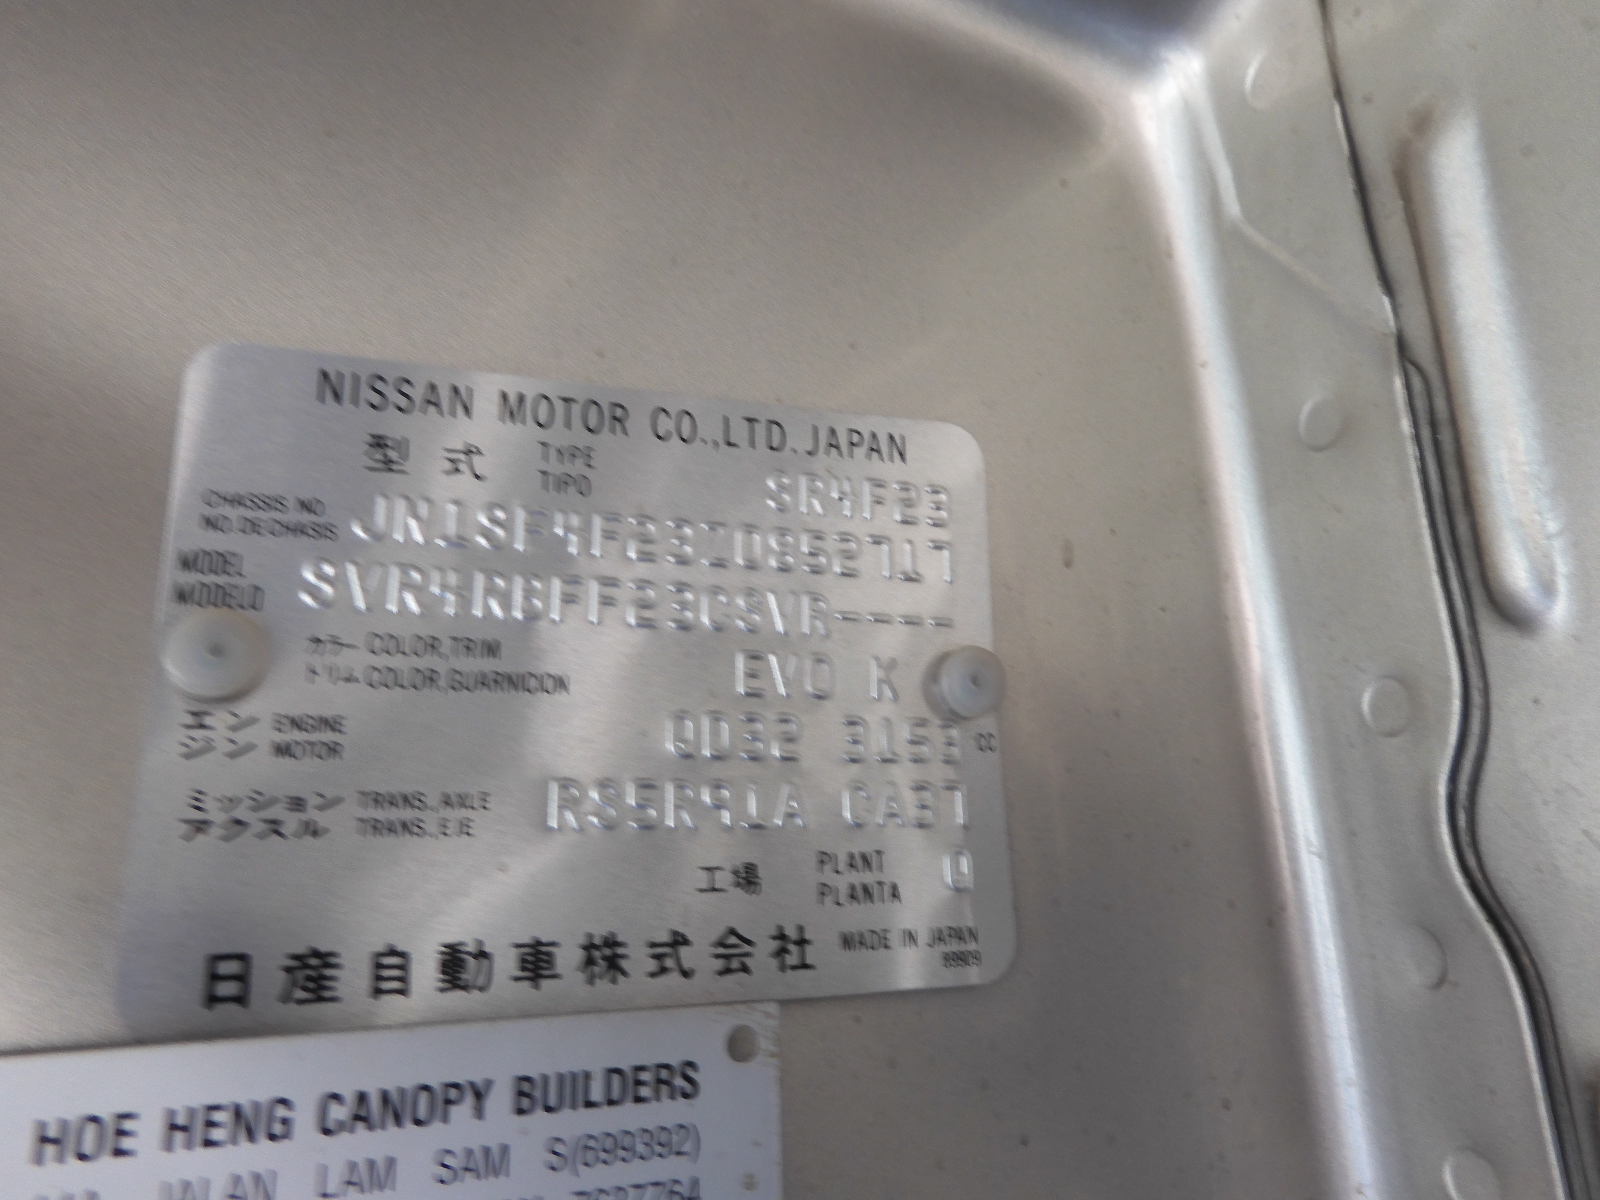 NISSAN MOTOR CO.,LTD.JAPAN
型式 TYPE TIPO SR4F23
CHASSIS NO
NO.DE CHASIS JN1SF4F23Z0852717
MODEL
MODELO SVR4RGFF23CSVR----
カラー COLOR,TRIM
トリム COLOR,GUARNICION EVO K
エンジン ENGINE MOTOR QD32 3153 CC
ミッション TRANS.,AXLE
アクスル TRANS.,EJE RS5R91A CA37
工場 PLANT PLANTA Q
日産自動車株式会社 MADE IN JAPAN
89909
HOE HENG CANOPY BUILDERS
JALAN LAM SAM S(699392)